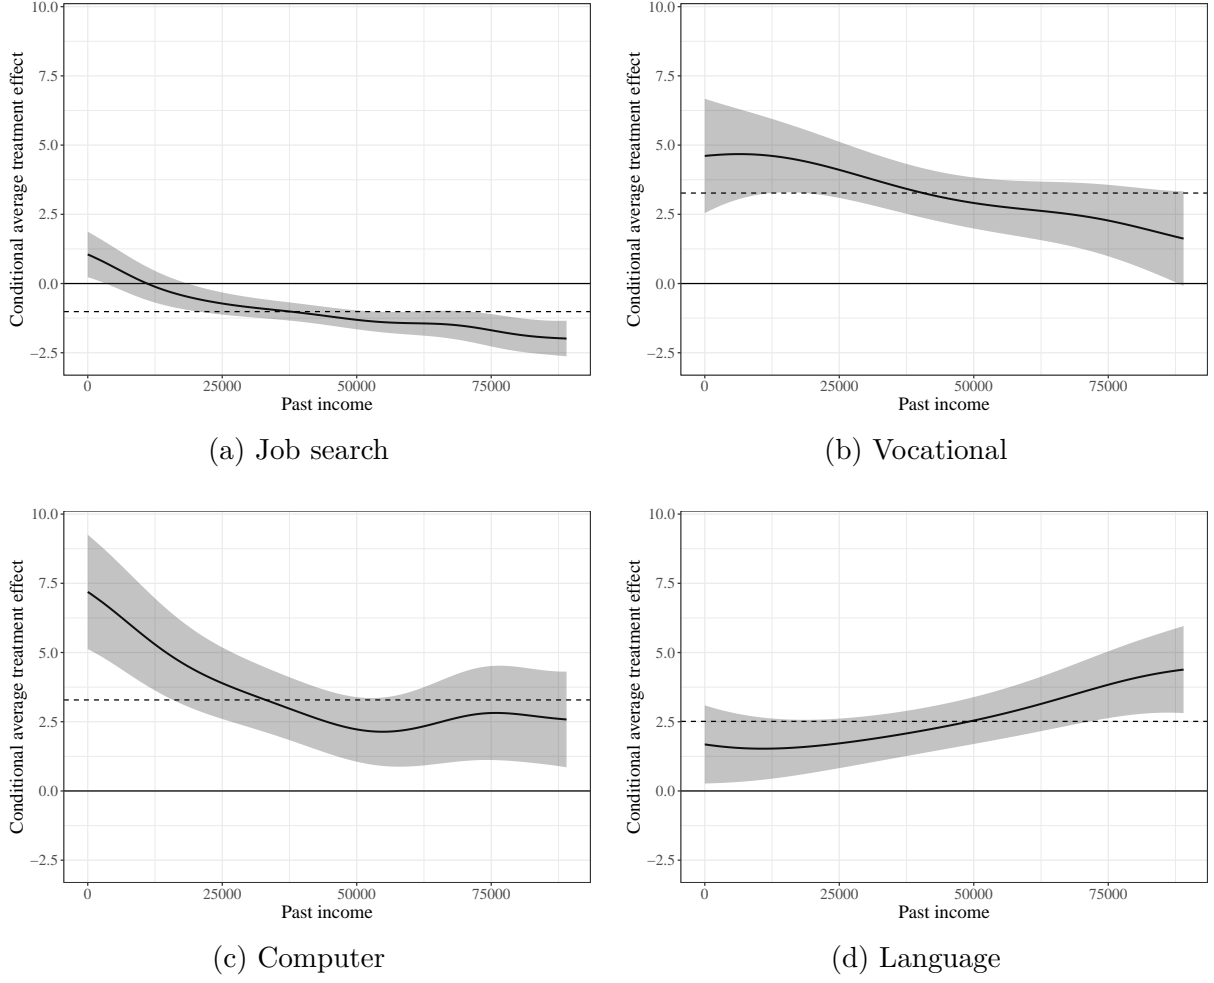 Conditional average treatment effect
10.0
7.5
5.0
2.5
0.0
−2.5
0 25000 50000 75000
Past income
(a) Job search
Conditional average treatment effect
10.0
7.5
5.0
2.5
0.0
−2.5
0 25000 50000 75000
Past income
(b) Vocational
Conditional average treatment effect
10.0
7.5
5.0
2.5
0.0
−2.5
0 25000 50000 75000
Past income
(c) Computer
Conditional average treatment effect
10.0
7.5
5.0
2.5
0.0
−2.5
0 25000 50000 75000
Past income
(d) Language